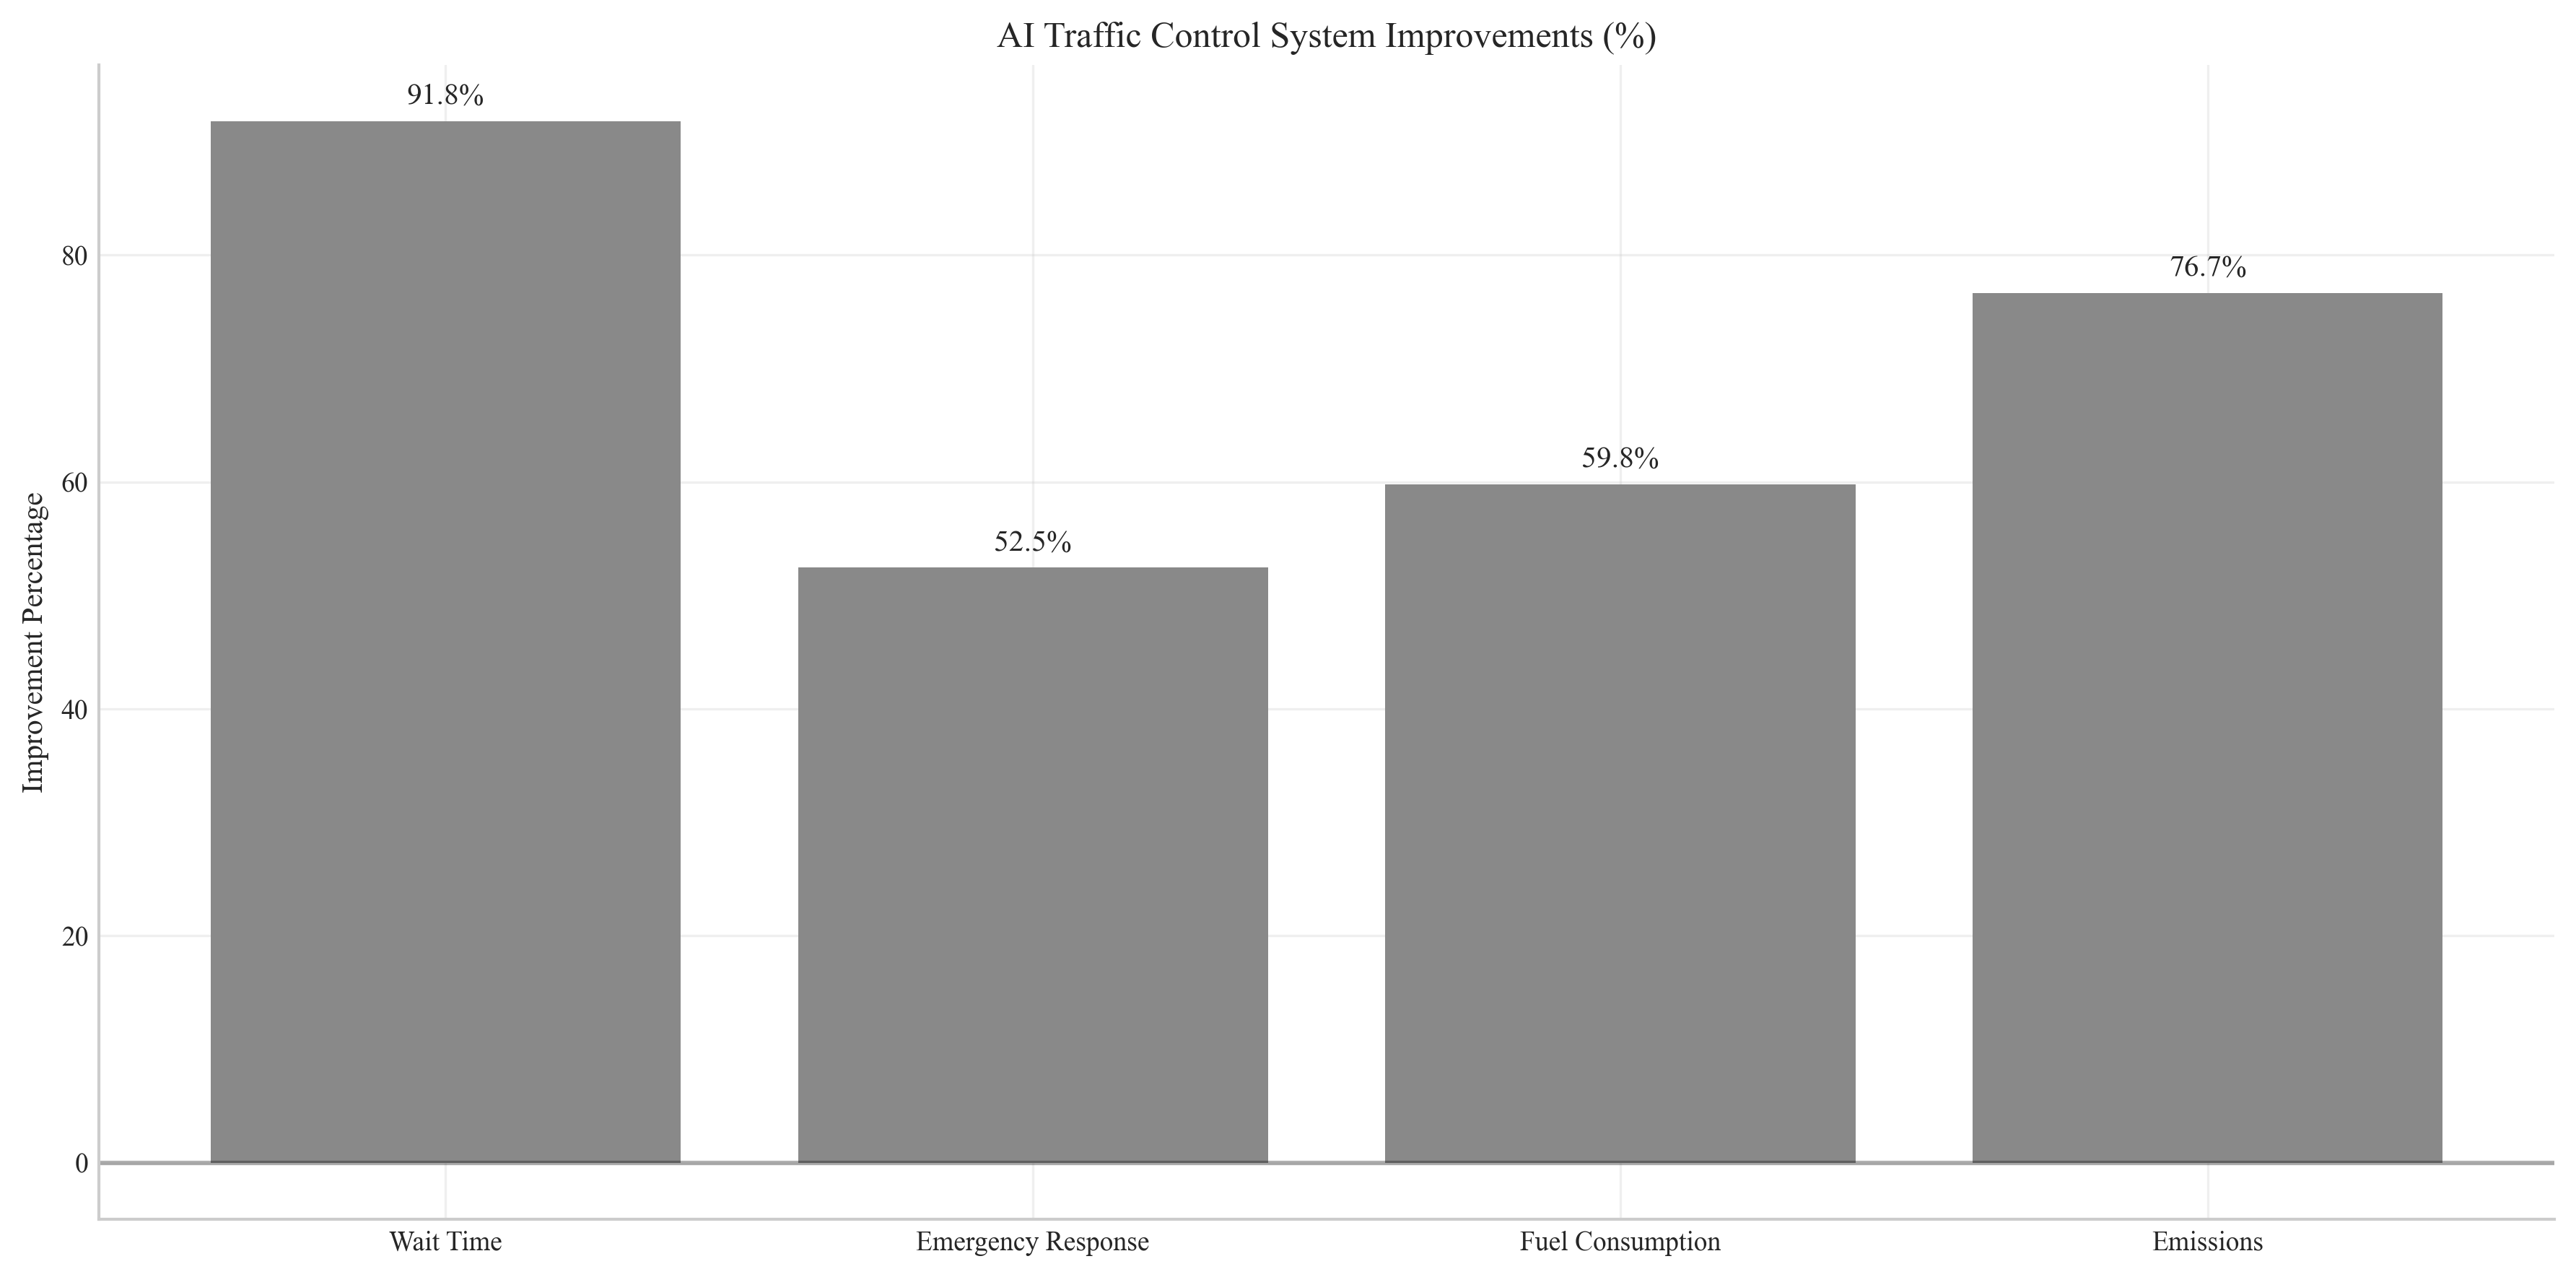 AI Traffic Control System Improvements (%)
91.8%
80
76.7%
60
59.8%
52.5%
Improvement Percentage
40
20
0
Wait Time
Emergency Response
Fuel Consumption
Emissions